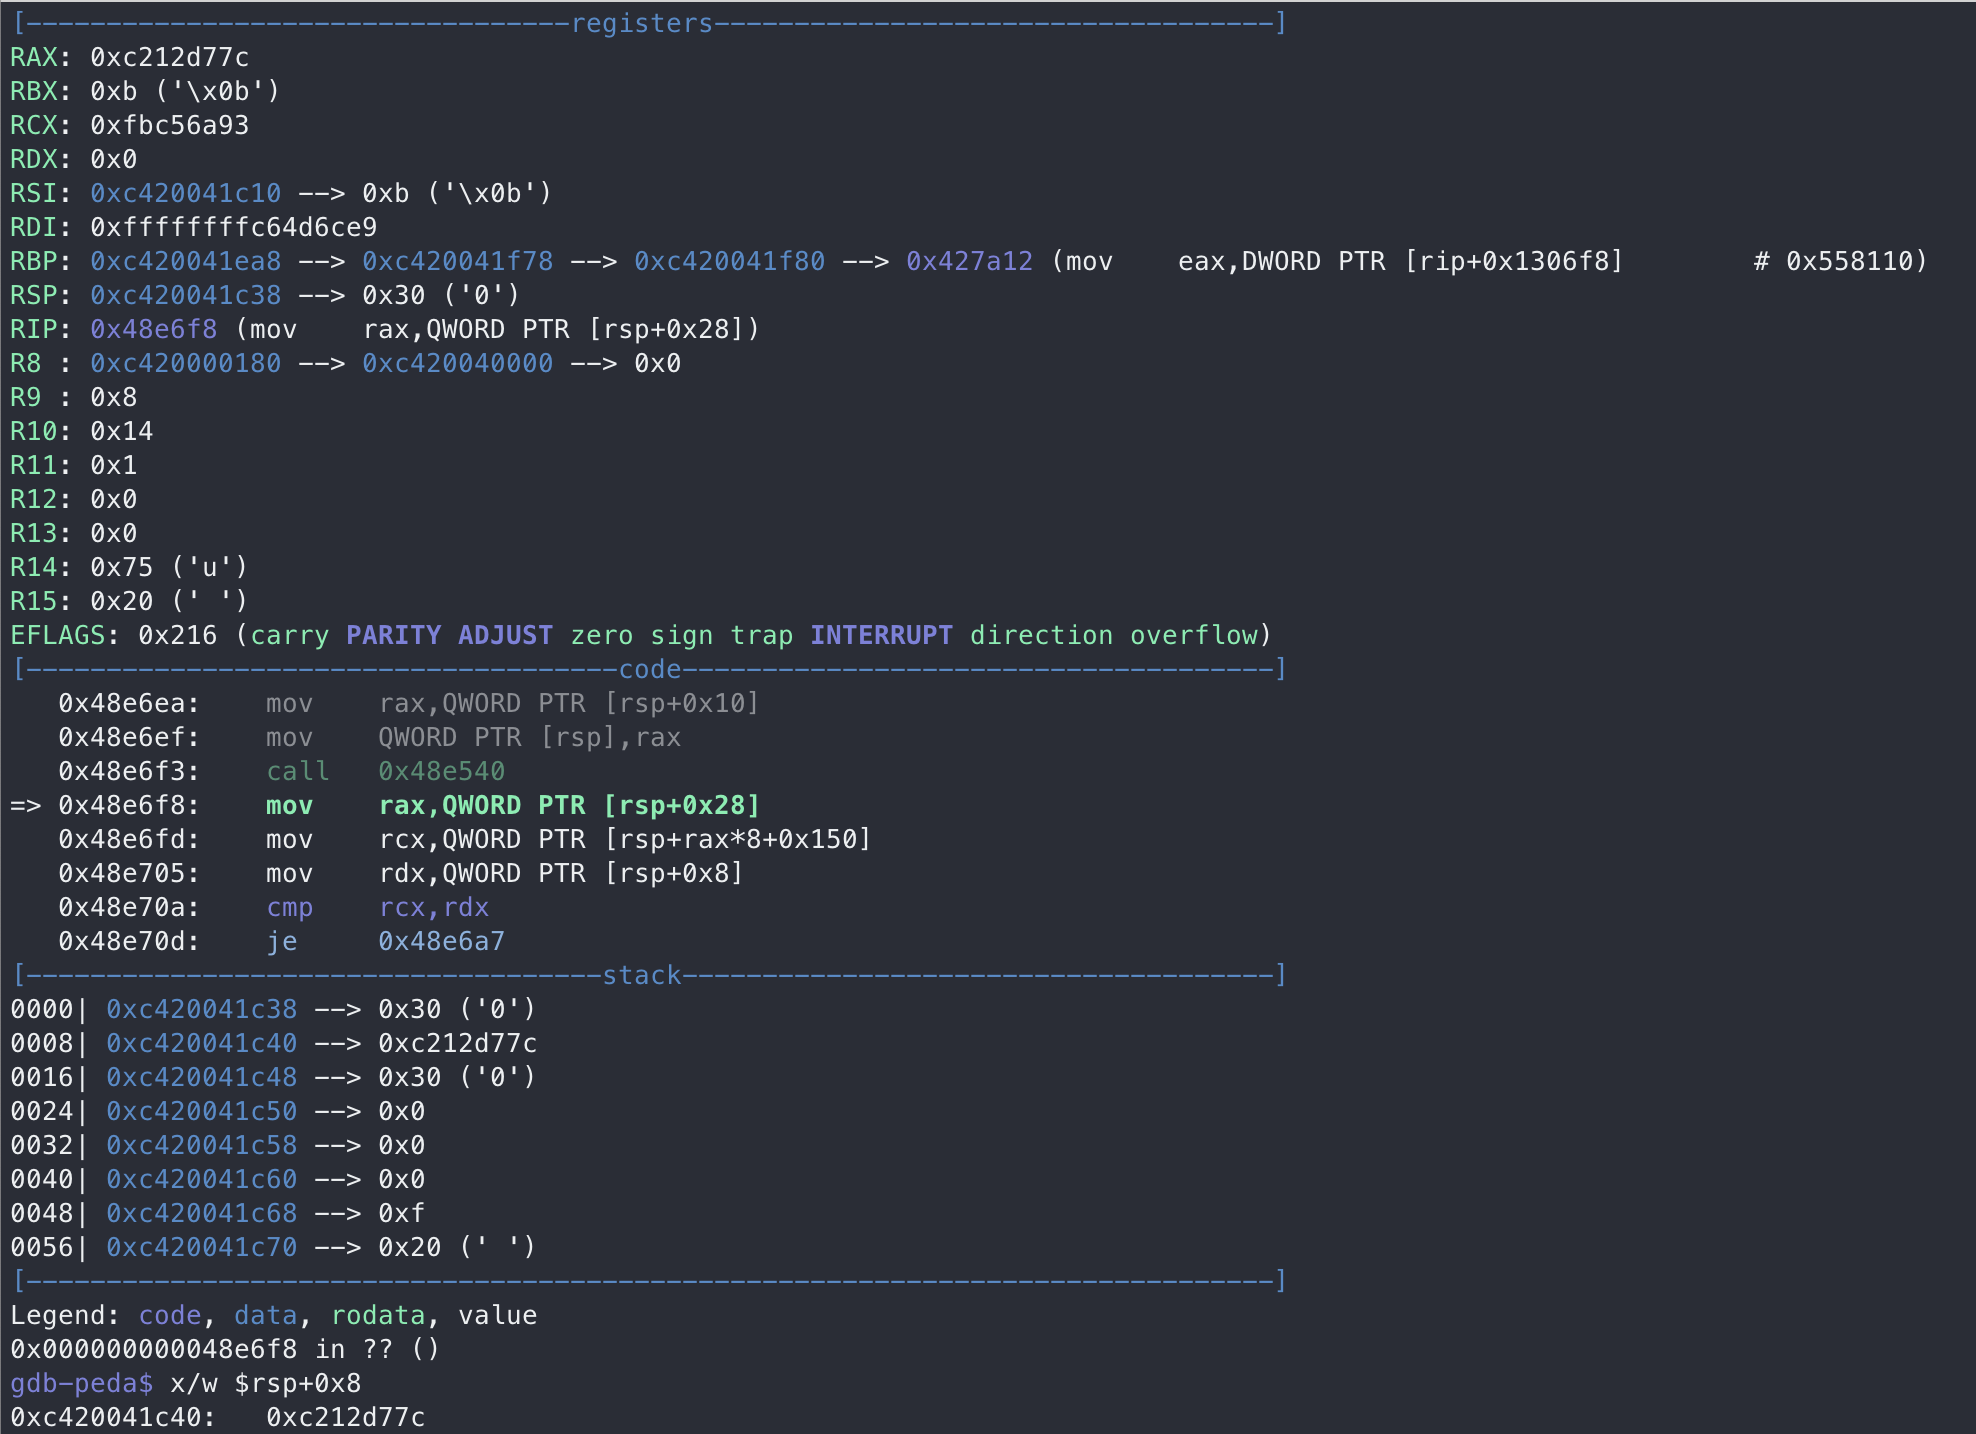 [----------------------------------registers-----------------------------------]
RAX: 0xc212d77c
RBX: 0xb ('\x0b')
RCX: 0xfbc56a93
RDX: 0x0
RSI: 0xc420041c10 --> 0xb ('\x0b')
RDI: 0xffffffffc64d6ce9
RBP: 0xc420041ea8 --> 0xc420041f78 --> 0xc420041f80 --> 0x427a12 (mov    eax,DWORD PTR [rip+0x1306f8]        # 0x558110)
RSP: 0xc420041c38 --> 0x30 ('0')
RIP: 0x48e6f8 (mov    rax,QWORD PTR [rsp+0x28])
R8 : 0xc420000180 --> 0xc420040000 --> 0x0
R9 : 0x8
R10: 0x14
R11: 0x1
R12: 0x0
R13: 0x0
R14: 0x75 ('u')
R15: 0x20 (' ')
EFLAGS: 0x216 (carry PARITY ADJUST zero sign trap INTERRUPT direction overflow)
[-------------------------------------code-------------------------------------]
   0x48e6ea:    mov    rax,QWORD PTR [rsp+0x10]
   0x48e6ef:    mov    QWORD PTR [rsp],rax
   0x48e6f3:    call   0x48e540
=> 0x48e6f8:    mov    rax,QWORD PTR [rsp+0x28]
   0x48e6fd:    mov    rcx,QWORD PTR [rsp+rax*8+0x150]
   0x48e705:    mov    rdx,QWORD PTR [rsp+0x8]
   0x48e70a:    cmp    rcx,rdx
   0x48e70d:    je     0x48e6a7
[------------------------------------stack-------------------------------------]
0000| 0xc420041c38 --> 0x30 ('0')
0008| 0xc420041c40 --> 0xc212d77c
0016| 0xc420041c48 --> 0x30 ('0')
0024| 0xc420041c50 --> 0x0
0032| 0xc420041c58 --> 0x0
0040| 0xc420041c60 --> 0x0
0048| 0xc420041c68 --> 0xf
0056| 0xc420041c70 --> 0x20 (' ')
[------------------------------------------------------------------------------]
Legend: code, data, rodata, value
0x000000000048e6f8 in ?? ()
gdb-peda$ x/w $rsp+0x8
0xc420041c40:   0xc212d77c